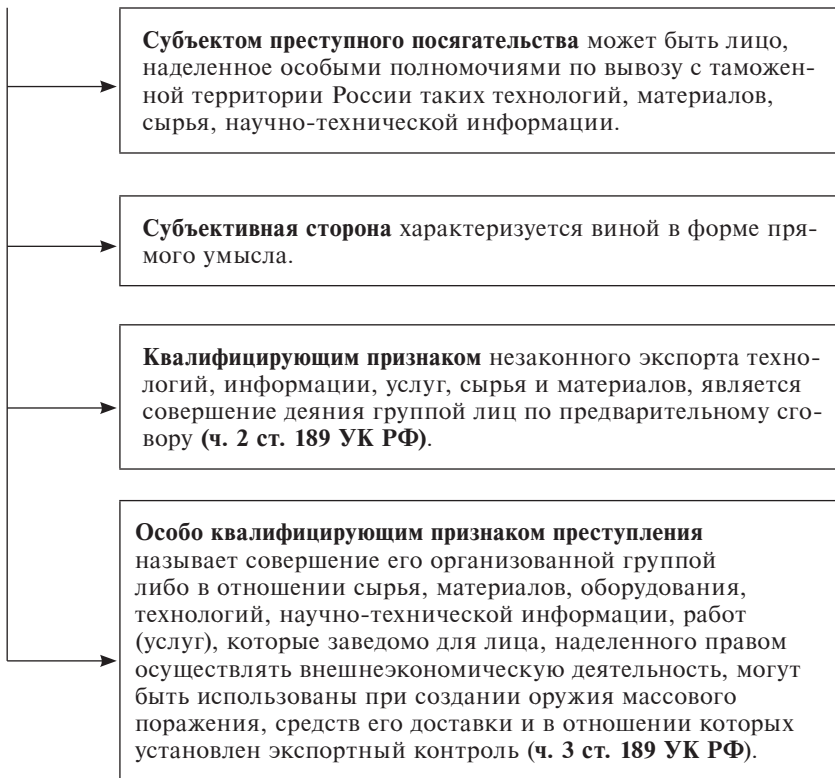 Субъектом преступного посягательства может быть лицо,
наделенное особыми полномочиями по вывозу с таможен-
ной территории России таких технологий, материалов,
сырья, научно-технической информации.
Субъективная сторона характеризуется виной в форме пря-
мого умысла.
Квалифицирующим признаком незаконного экспорта техно-
логий, информации, услуг, сырья и материалов, является
совершение деяния группой лиц по предварительному сго-
вору (ч. 2 ст. 189 УК РФ).
Особо квалифицирующим признаком преступления
называет совершение его организованной группой
либо в отношении сырья, материалов, оборудования,
технологий, научно-технической информации, работ
(услуг), которые заведомо для лица, наделенного правом
осуществлять внешнеэкономическую деятельность, могут
быть использованы при создании оружия массового
поражения, средств его доставки и в отношении которых
установлен экспортный контроль (ч. 3 ст. 189 УК РФ).